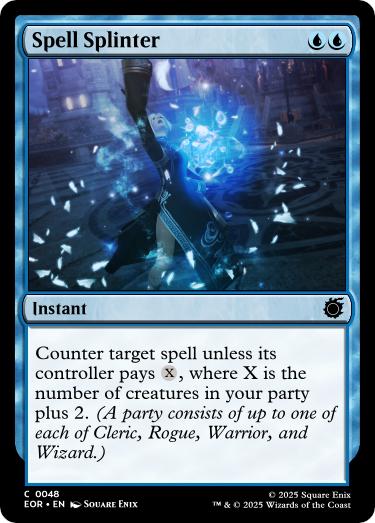 Spell Splinter
Instant
Counter target spell unless its
controller pays X, where X is the
number of creatures in your party
plus 2. (A party consists of up to one of
each of Cleric, Rogue, Warrior, and
Wizard.)
C 0048
EOR • EN Square Enix
© 2025 Square Enix
™ & © 2025 Wizards of the Coast